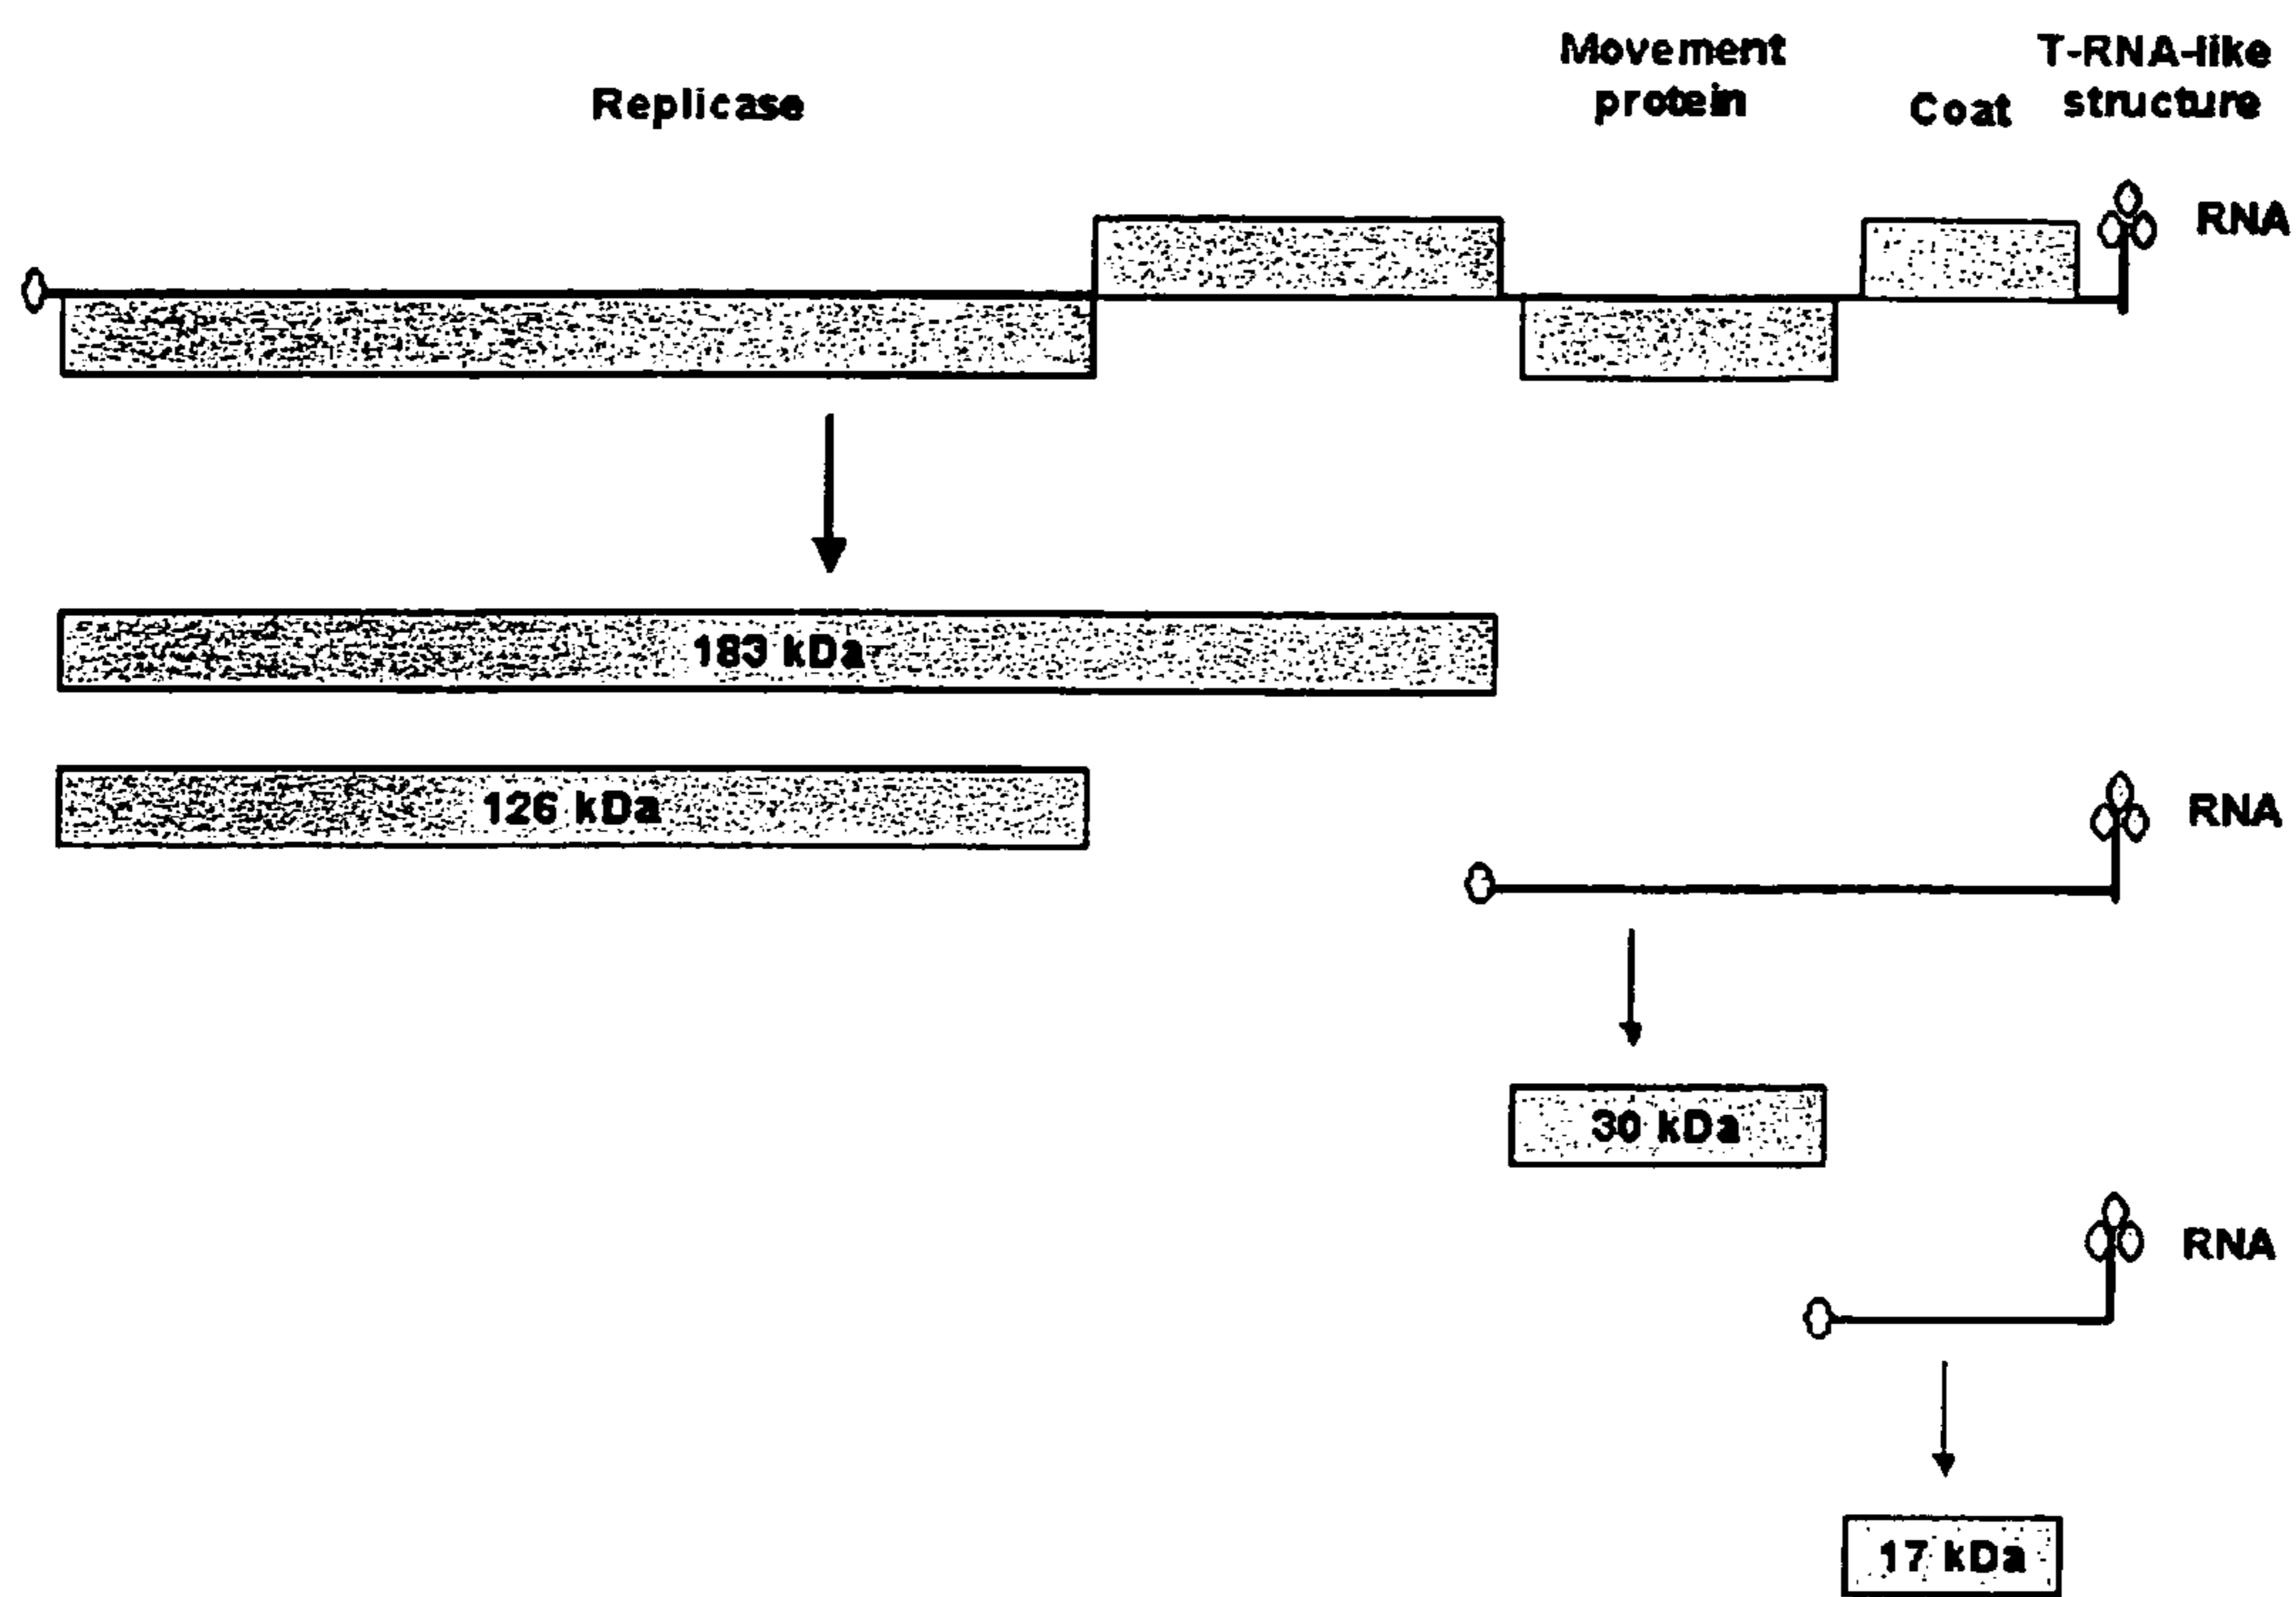 Replicase
Movement
protein
Coat
T-RNA-like
structure
RNA
183 kDa
126 kDa
RNA
30 kDa
RNA
17 kDa